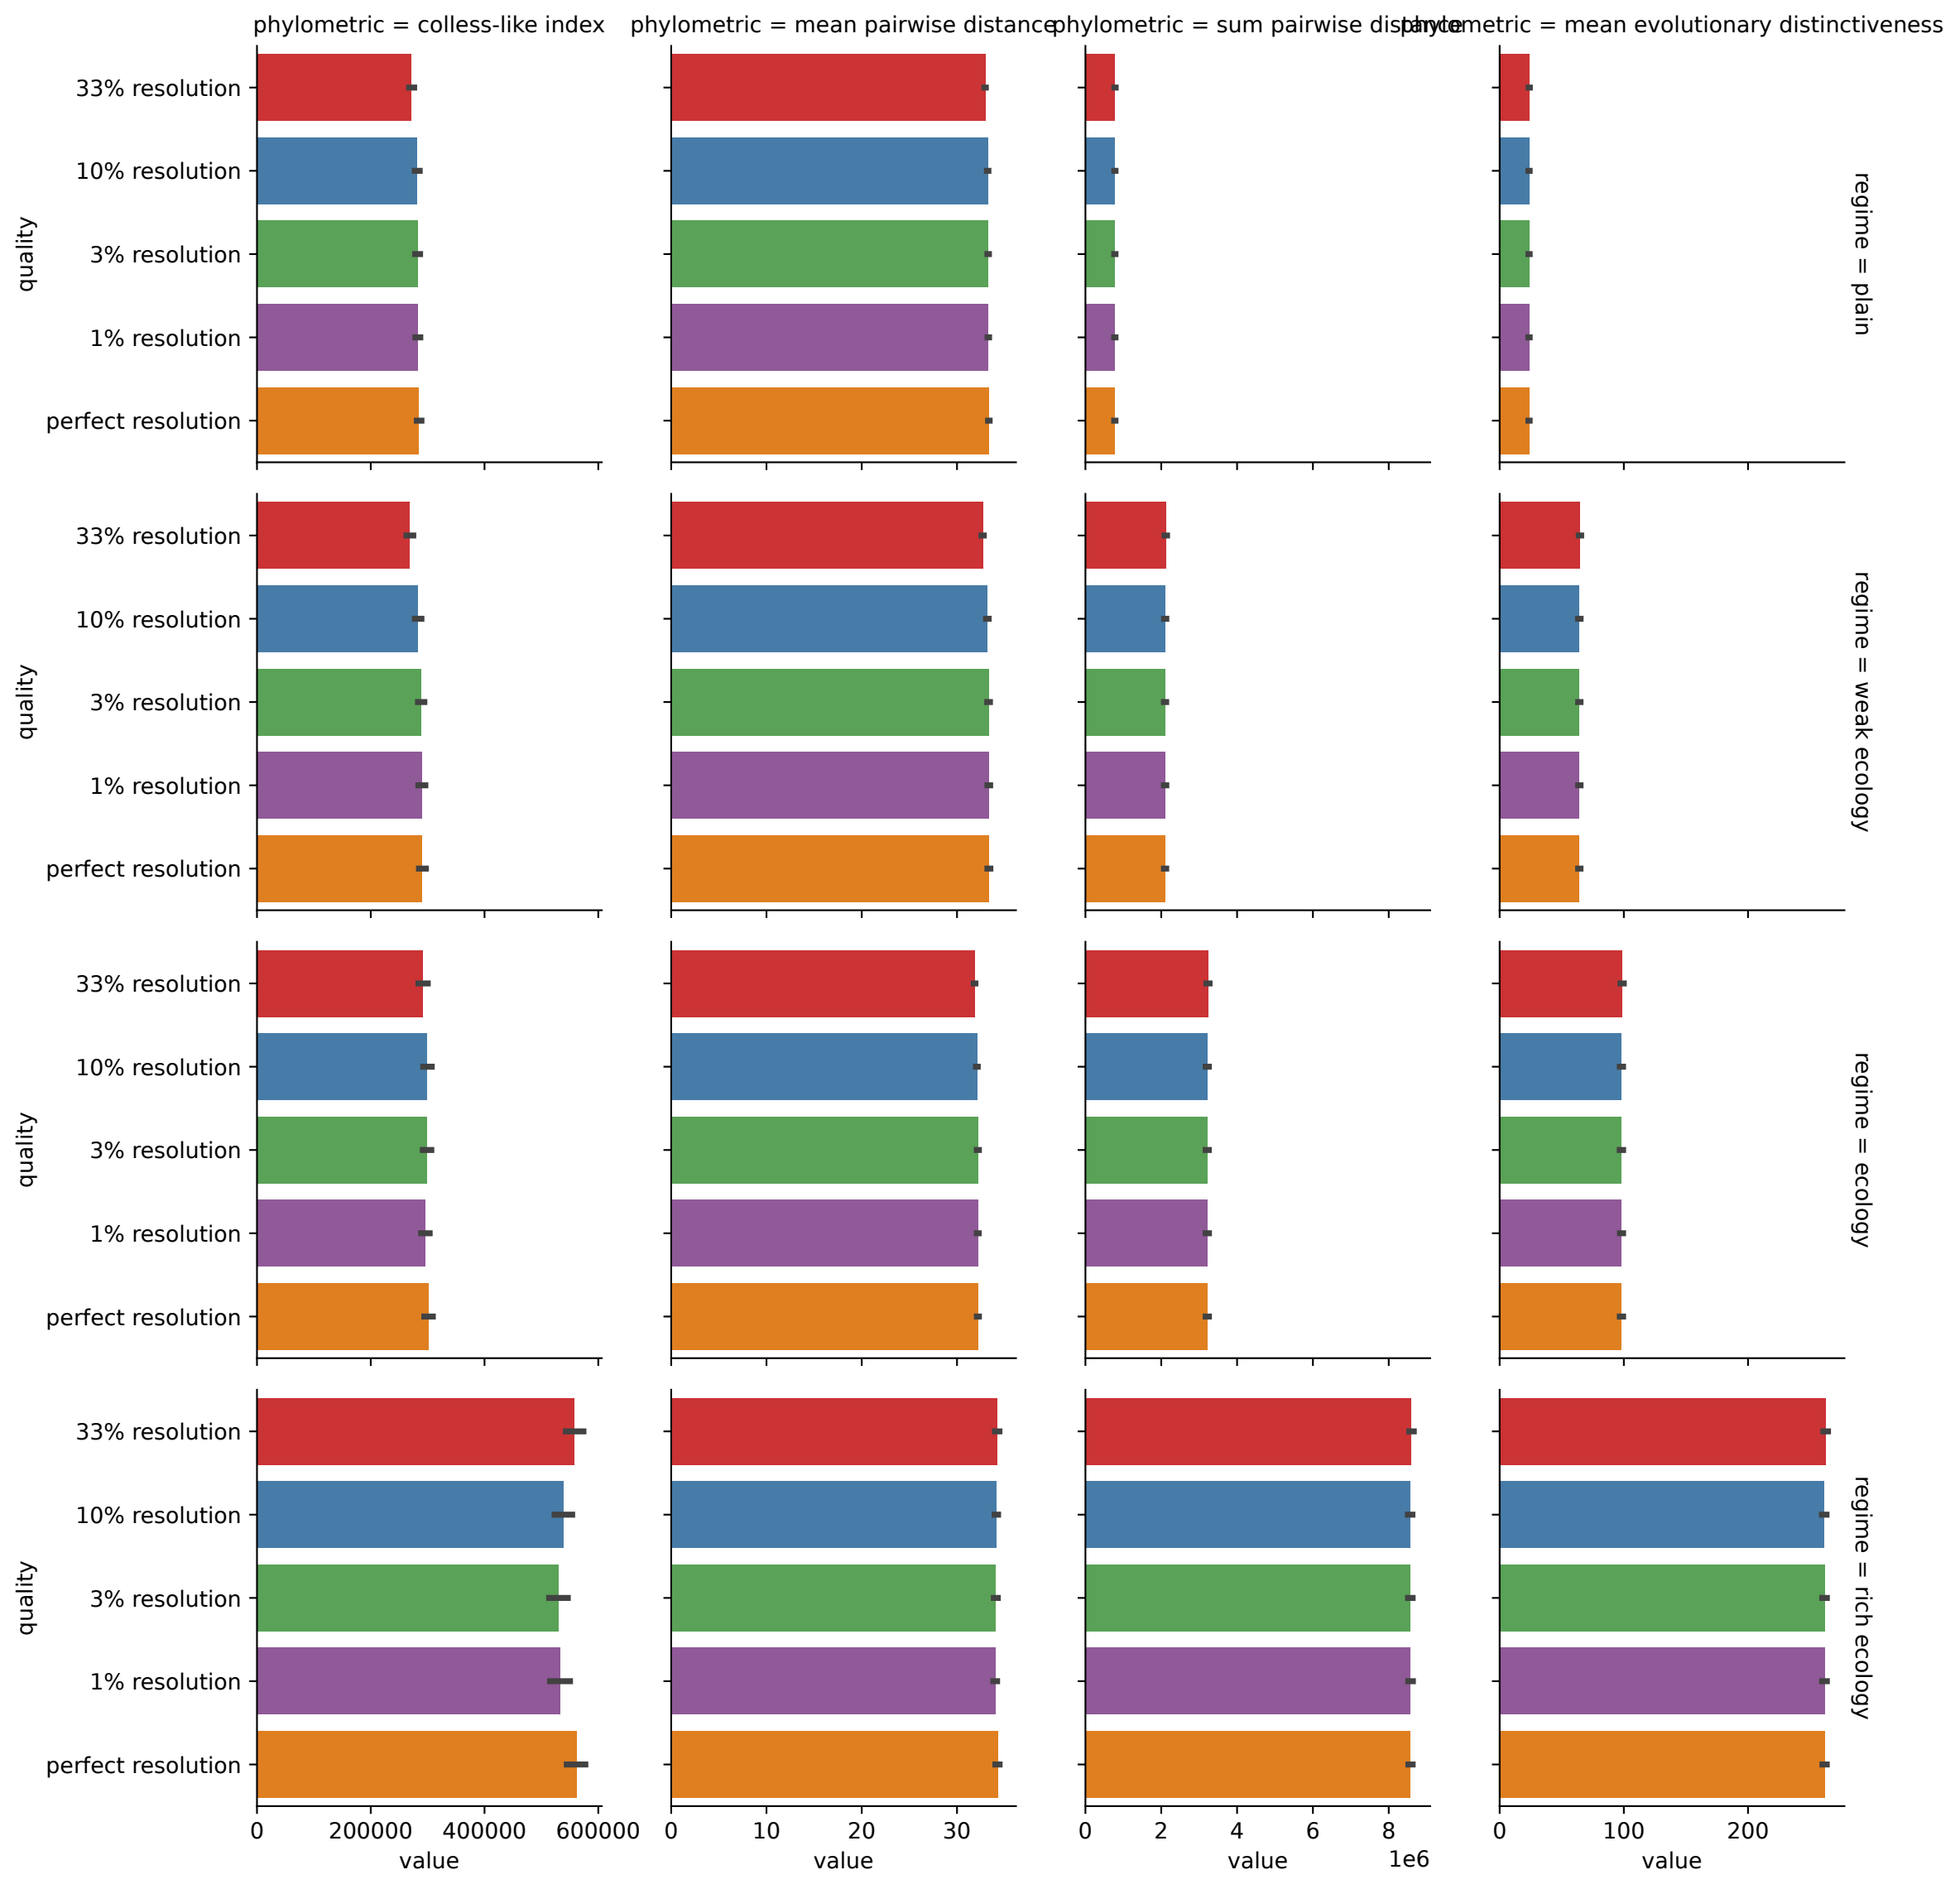 phylometric = colless-like index
phylometric = mean pairwise distance
phylometric = sum pairwise distance
phylometric = mean evolutionary distinctiveness
quality
33% resolution
10% resolution
3% resolution
1% resolution
perfect resolution
regime = plain
quality
33% resolution
10% resolution
3% resolution
1% resolution
perfect resolution
regime = weak ecology
quality
33% resolution
10% resolution
3% resolution
1% resolution
perfect resolution
regime = ecology
quality
33% resolution
10% resolution
3% resolution
1% resolution
perfect resolution
regime = rich ecology
0 200000 400000 600000
value
0 10 20 30
value
0 2 4 6 8
value
1e6
0 100 200
value